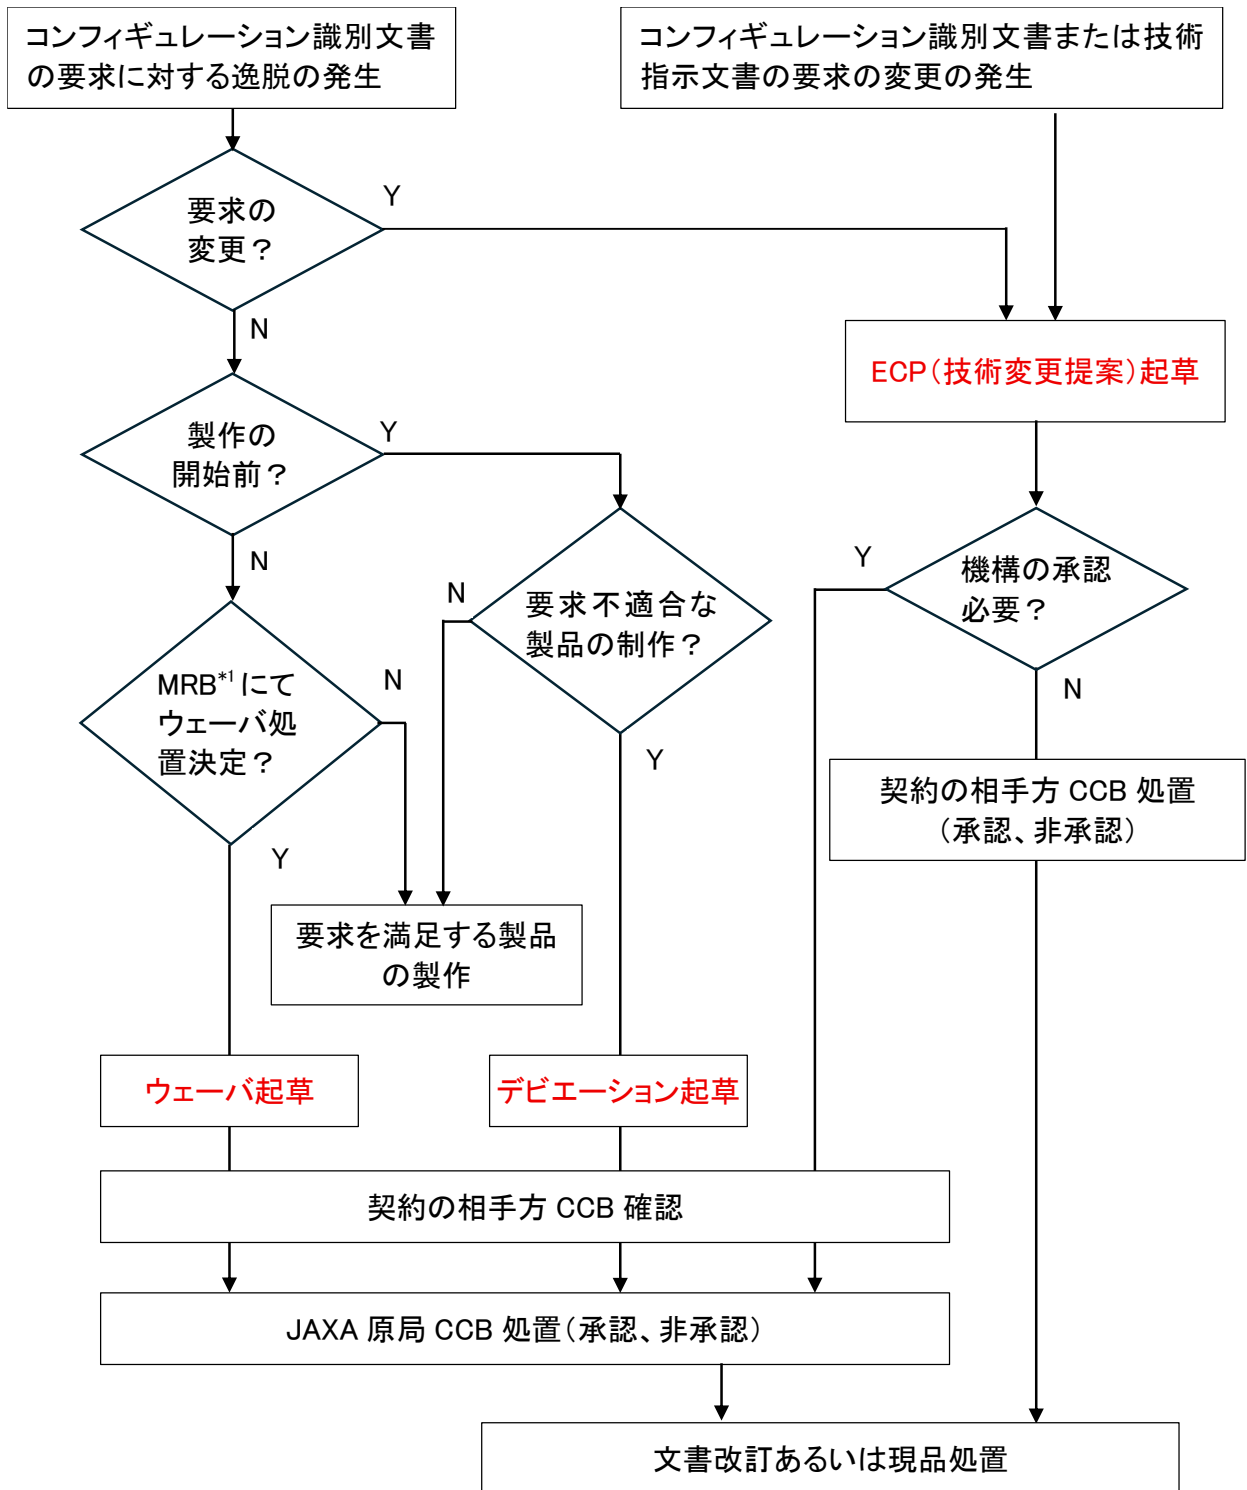 コンフィギュレーション識別文書
の要求に対する逸脱の発生
コンフィギュレーション識別文書または技術
指示文書の要求の変更の発生
要求の
変更？
Y
N
ECP（技術変更提案）起草
製作の
開始前？
Y
N
機構の承認
必要？
Y
N
要求不適合な
製品の制作？
N
Y
MRB*1にて
ウェーバ処
置決定？
N
Y
契約の相手方 CCB 処置
（承認、非承認）
要求を満足する製品
の製作
ウェーバ起草
デビエーション起草
契約の相手方 CCB 確認
JAXA 原局 CCB 処置（承認、非承認）
文書改訂あるいは現品処置